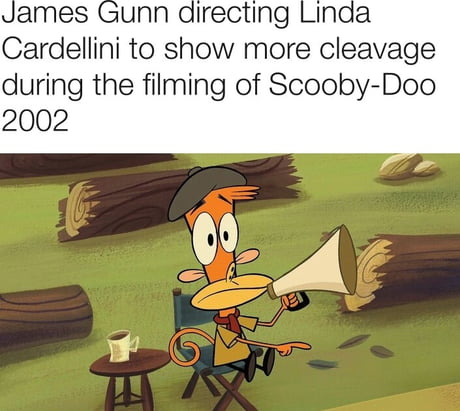 James Gunn directing Linda
Cardellini to show more cleavage
during the filming of Scooby-Doo
2002